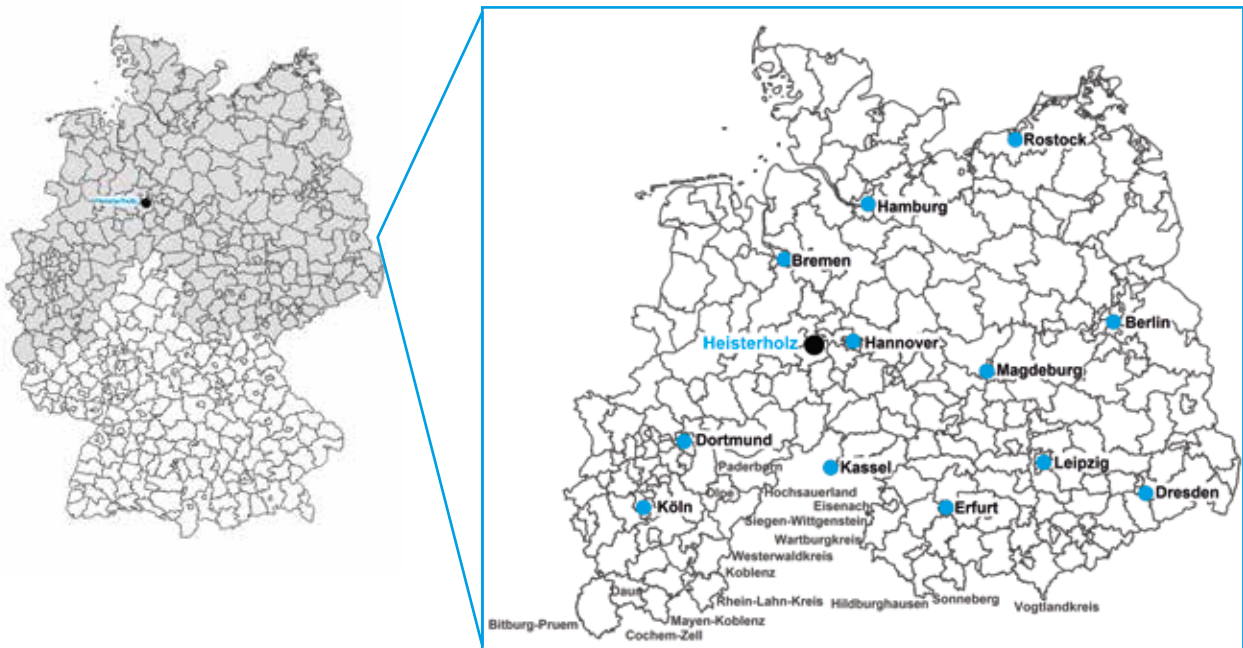 Heisterholz
Rostock
Hamburg
Bremen
Berlin
Heisterholz
Hannover
Magdeburg
Dortmund
Paderborn
Kassel
Leipzig
Olpe
Hochsauerland
Dresden
Eisenach
Köln
Erfurt
Siegen-Wittgenstein
Wartburgkreis
Westerwaldkreis
Koblenz
Daun
Rhein-Lahn-Kreis
Hildburghausen
Sonneberg
Vogtlandkreis
Mayen-Koblenz
Bitburg-Pruem
Cochem-Zell